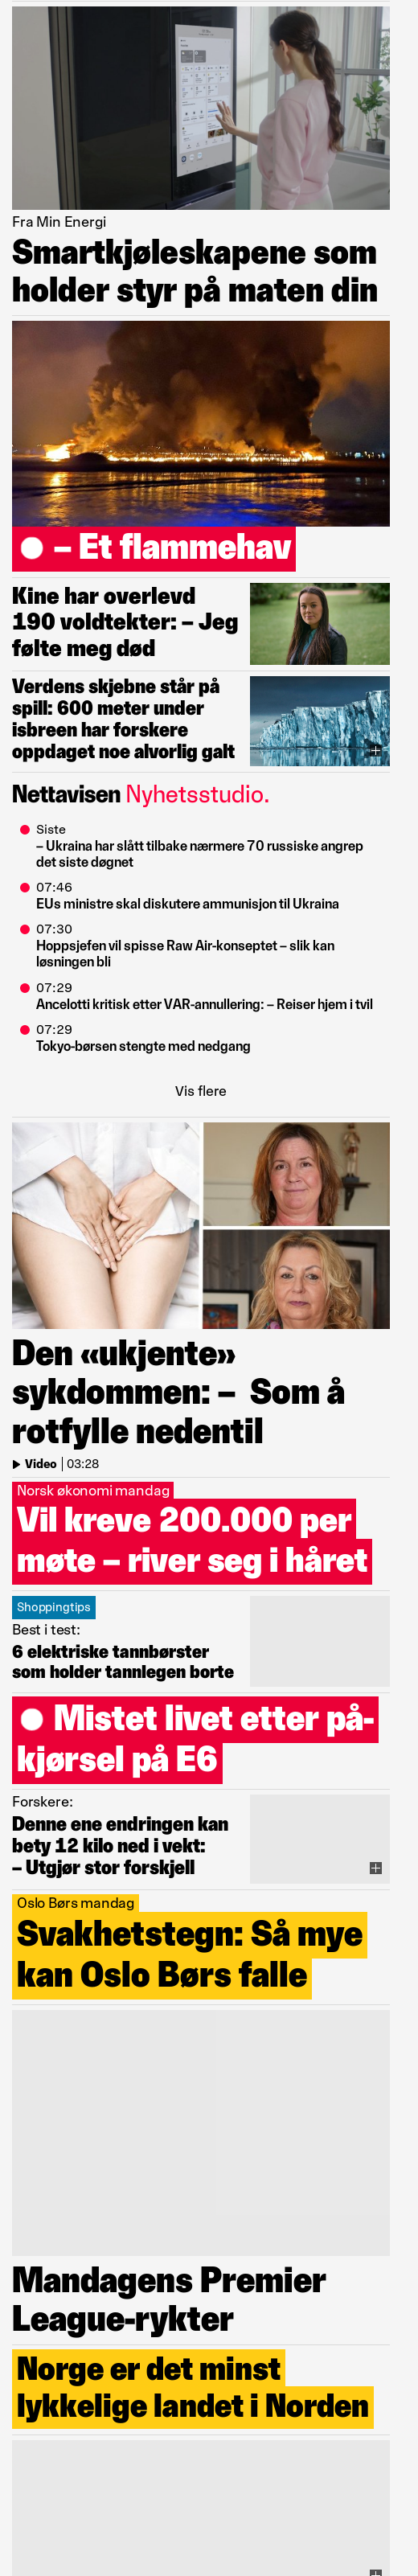 Fra Min Energi
Smartkjøleskapene som
holder styr på maten din
– Et flammehav
Kine har overlevd
190 voldtekter: – Jeg
følte meg død
Verdens skjebne står på
spill: 600 meter under
isbreen har forskere
oppdaget noe alvorlig galt
Nettavisen Nyhetsstudio.
Siste
– Ukraina har slått tilbake nærmere 70 russiske angrep
det siste døgnet
07:46
EUs ministre skal diskutere ammunisjon til Ukraina
07:30
Hoppsjefen vil spisse Raw Air-konseptet – slik kan
løsningen bli
07:29
Ancelotti kritisk etter VAR-annullering: – Reiser hjem i tvil
07:29
Tokyo-børsen stengte med nedgang
Vis flere
Den «ukjente»
sykdommen: – Som å
rotfylle nedentil
Video | 03:28
Norsk økonomi mandag
Vil kreve 200.000 per
møte – river seg i håret
Shoppingtips
Best i test:
6 elektriske tannbørster
som holder tannlegen borte
Mistet livet etter på-
kjørsel på E6
Forskere:
Denne ene endringen kan
bety 12 kilo ned i vekt:
– Utgjør stor forskjell
Oslo Børs mandag
Svakhetstegn: Så mye
kan Oslo Børs falle
Mandagens Premier
League-rykter
Norge er det minst
lykkelige landet i Norden